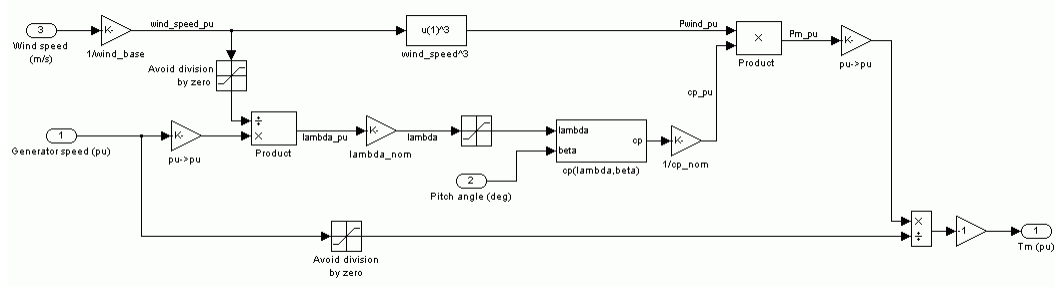 3
Wind speed
(m/s)
K-
1/wind_base
wind_speed_pu
Avoid division
by zero
u(1)^3
wind_speed^3
Pwind_pu
×
Product
Pm_pu
K-
pu->pu
cp_pu
1
Generator speed (pu)
K-
pu->pu
÷
×
Product
lambda_pu
K-
lambda_nom
lambda
lambda
beta
cp
cp(lambda,beta)
K-
1/cp_nom
2
Pitch angle (deg)
Avoid division
by zero
×
÷
-1
1
Tm (pu)